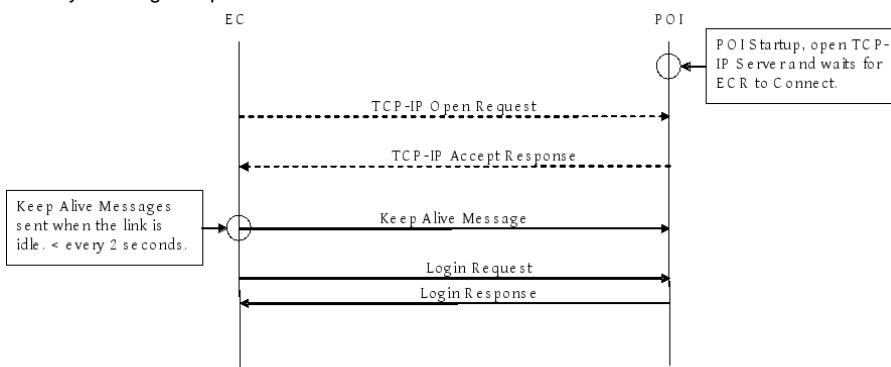 EC
POI
POI Startup, open TCP-
IP Server and waits for
ECR to Connect.
TCP-IP Open Request
TCP-IP Accept Response
Keep Alive Messages
sent when the link is
idle. < every 2 seconds.
Keep Alive Message
Login Request
Login Response